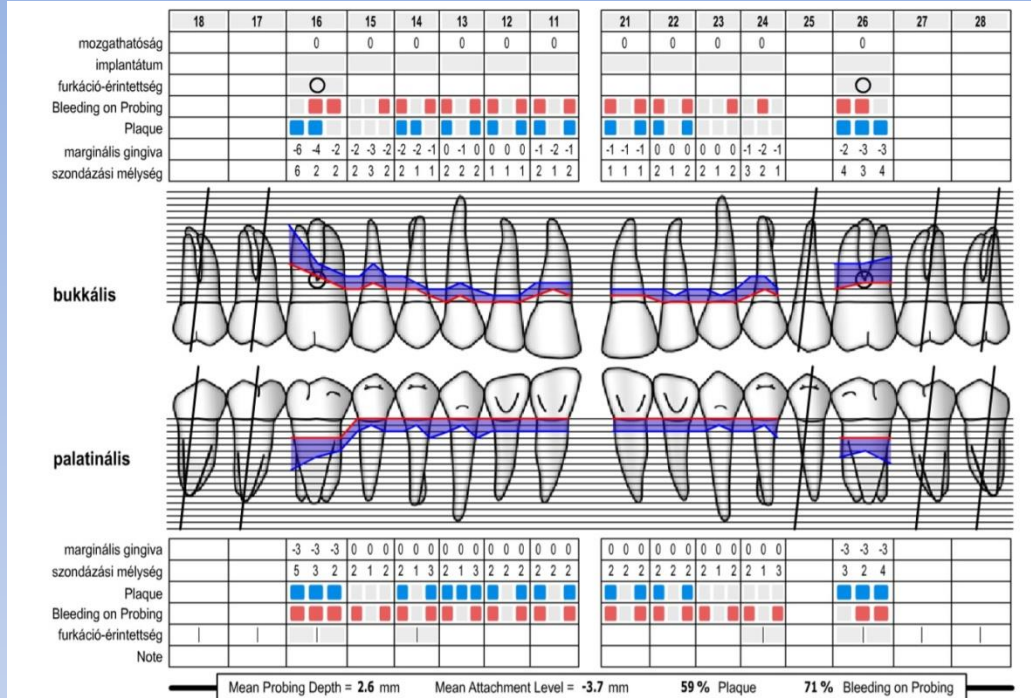 18 17 16 15 14 13 12 11 21 22 23 24 25 26 27 28
mozgathatóság 0 0 0 0 0 0 0 0 0 0 0
implantátum
furkáció-érintettség
Bleeding on Probing
Plaque
marginális gingiva -6 -4 -2 -2 -3 -2 -2 -2 -1 0 -1 0 0 0 0 -1 -2 -1 -1 -1 -1 0 0 0 0 0 0 -1 -2 -1 -2 -3 -3
szondázási mélység 6 2 2 2 3 2 2 1 1 2 2 2 1 1 1 2 1 2 1 1 1 2 1 2 2 2 1 3 2 1 4 3 4
bukkális
palatinális
marginális gingiva -3 -3 -3 0 0 0 0 0 0 0 0 0 0 0 0 0 0 0 0 0 0 0 0 0 0 0 0 0 0 0 -3 -3 -3
szondázási mélység 5 3 2 2 1 2 2 1 3 2 1 3 2 2 2 2 2 2 2 2 2 2 2 2 2 1 2 2 1 3 3 2 4
Plaque
Bleeding on Probing
furkáció-érintettség
Note
Mean Probing Depth = 2.6 mm Mean Attachment Level = -3.7 mm 59 % Plaque 71 % Bleeding on Probing